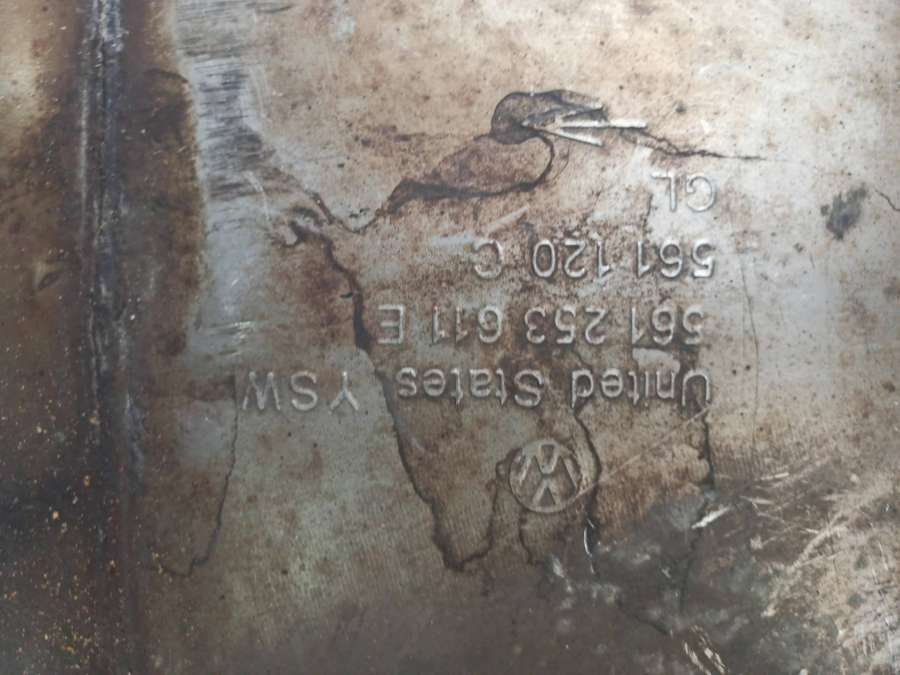 United States YSW
561 253 611 E
561 120 C
GL